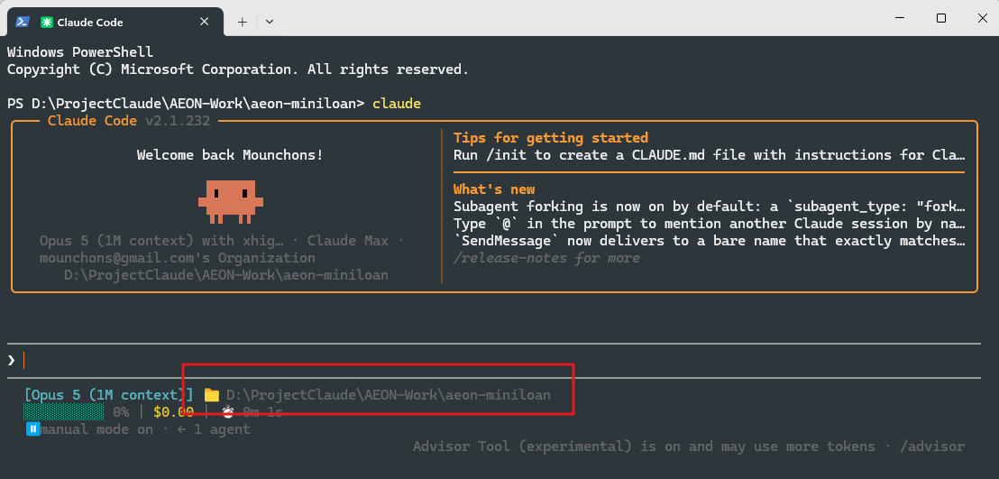 Claude Code
Windows PowerShell
Copyright (C) Microsoft Corporation. All rights reserved.
PS D:\ProjectClaude\AEON-Work\aeon-miniloan> claude
Claude Code v2.1.232
Welcome back Mounchons!
Opus 5 (1M context) with xhig… · Claude Max ·
mounchons@gmail.com's Organization
D:\ProjectClaude\AEON-Work\aeon-miniloan
Tips for getting started
Run /init to create a CLAUDE.md file with instructions for Cla…
What's new
Subagent forking is now on by default: a `subagent_type: "fork…
Type `@` in the prompt to mention another Claude session by na…
`SendMessage` now delivers to a bare name that exactly matches…
/release-notes for more
❯
[Opus 5 (1M context)] D:\ProjectClaude\AEON-Work\aeon-miniloan
0% | $0.00 | 0m 1s
manual mode on · ← 1 agent
Advisor Tool (experimental) is on and may use more tokens · /advisor